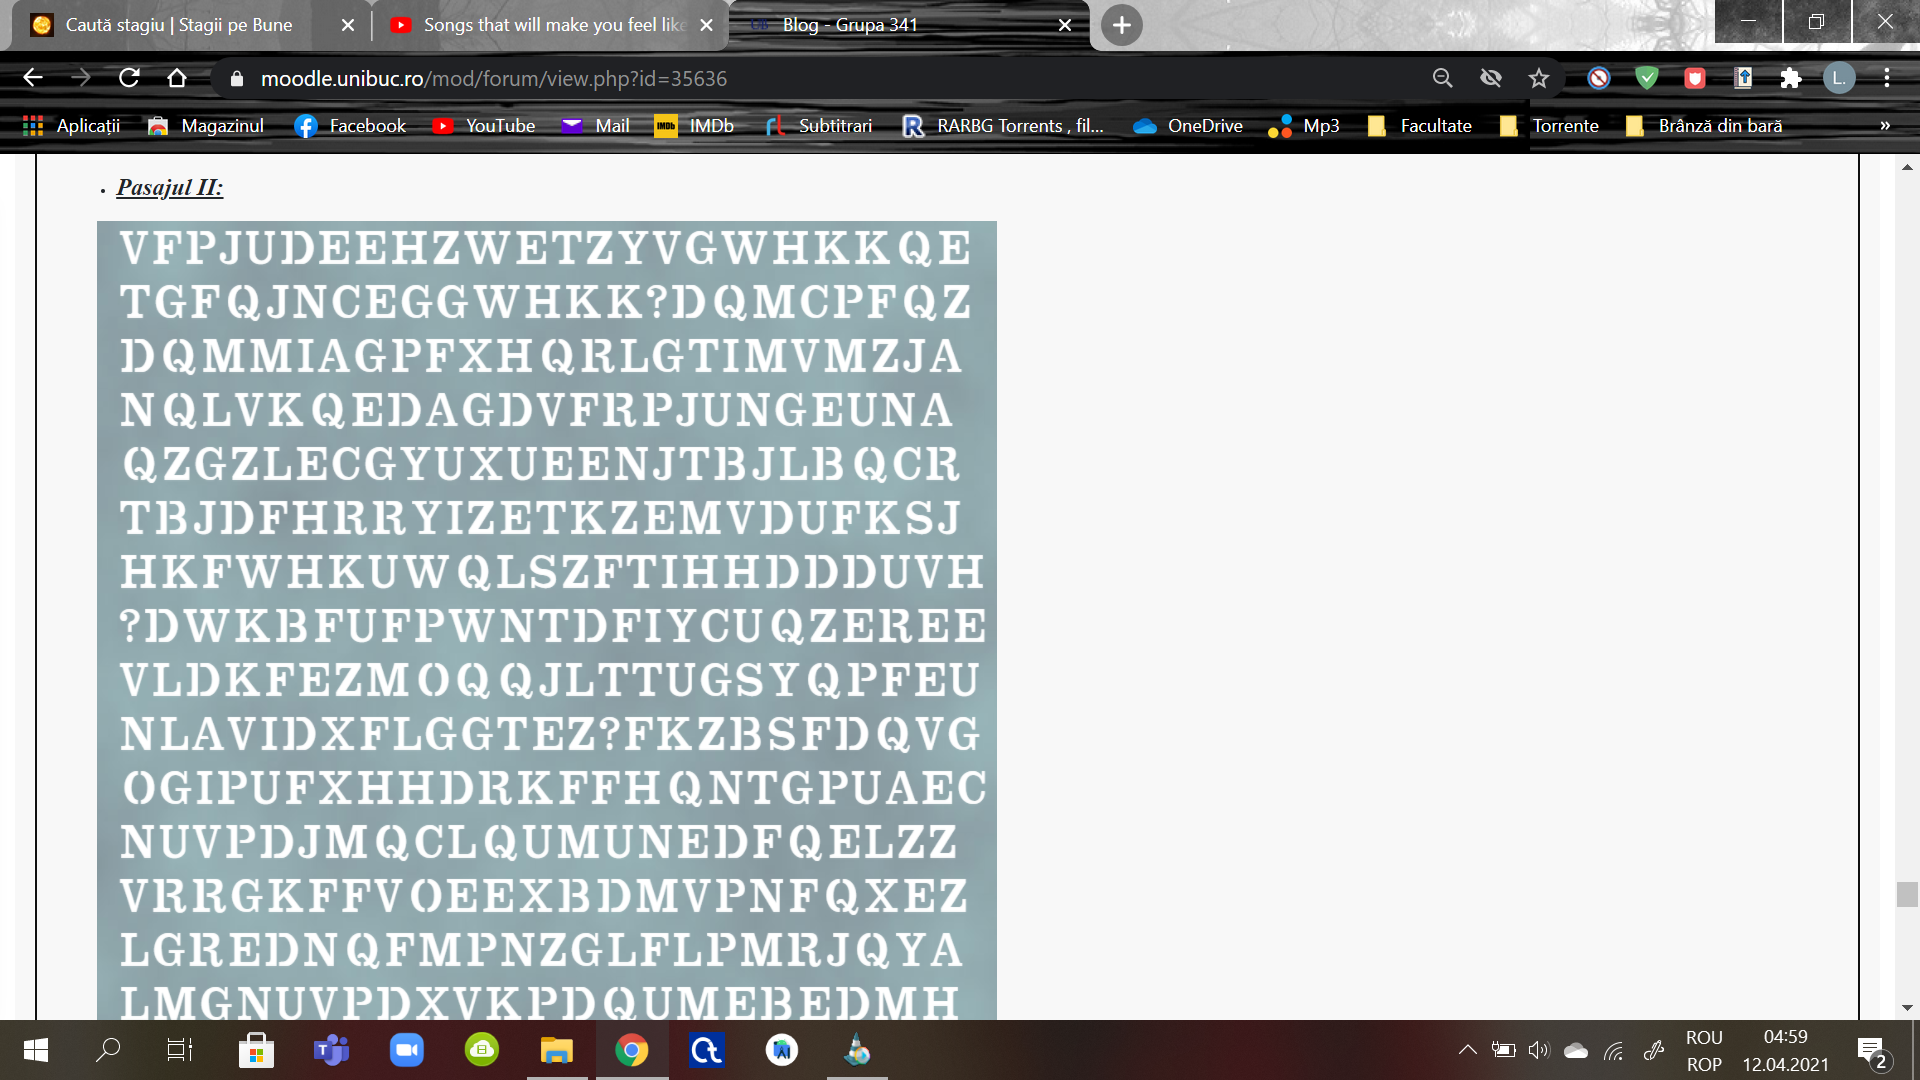 Caută stagiu | Stagii pe Bune
Songs that will make you feel like
Blog - Grupa 341
moodle.unibuc.ro/mod/forum/view.php?id=35636
L.
Aplicații
Magazinul
Facebook
YouTube
Mail
IMDb
IMDb
Subtitrari
RARBG Torrents , fil...
OneDrive
Mp3
Facultate
Torrente
Brânză din bară
»
• Pasajul II:
VFPJUDEEHZWETZYVGWHKKQE
TGFQJNCEGGWHKK?DQMCPFQZ
DQMMIAGPFXHQRLGTIMVMZJA
NQLVKQEDAGDVFRPJUNGEUNA
QZGZLECGYUXUEENJTBJLBQCR
TBJDFHRRYIZETKZEMVDUFKSJ
HKFWHKUWQLSZFTIHHDDDUVH
?DWKBFUFPWNTDFIYCUQZEREE
VLDKFEZMOQQJLTTUGSYQPFEU
NLAVIDXFLGGTEZ?FKZBSFDQVG
OGIPUFXHHDRKFFHQNTGPUAEC
NUVPDJMQCLQUMUNEDFQELZZ
VRRGKFFVOEEXBDMVPNFQXEZ
LGREDNQFMPNZGLFLPMRJQYA
LMGNUVPDXVKPDQUMEBEDMH
ROU
ROP
04:59
12.04.2021
2